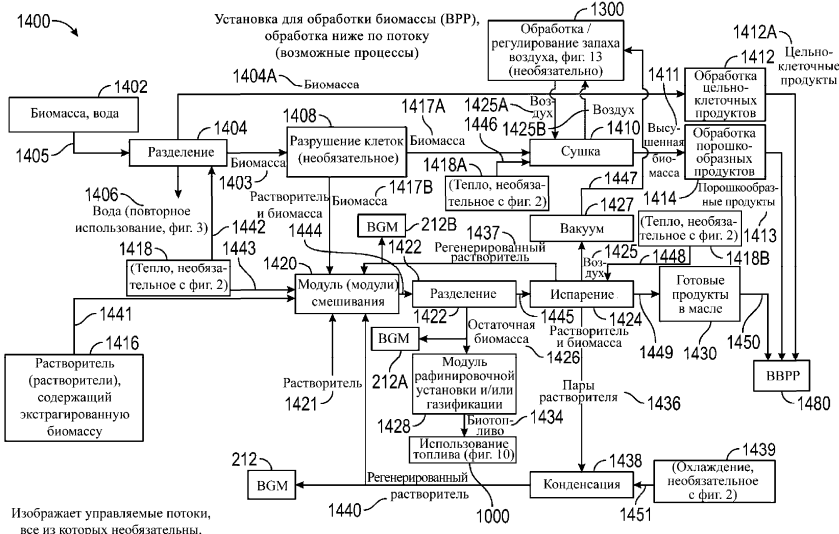 1400
Установка для обработки биомассы (BPP),
обработка ниже по потоку
(возможные процессы)
1300
Обработка /
регулирование запаха
воздуха, фиг. 13
(необязательно)
1412A
Цельно-
клеточные
продукты
1412
Обработка
цельно-
клеточных
продуктов
1402
Биомасса, вода
1404A
Биомасса
1405
1404
Разделение
Биомасса
1403
1408
Разрушение клеток
(необязательное)
1417A
Биомасса
1425A
Воз-
дух
1425B
Воздух
1446
1418A
(Тепло, необяза-
тельное с фиг. 2)
1410
Сушка
1411
Высу-
шенная
био-
масса
Обработка
порошко-
образных
продуктов
1414
Порошкообраз-
ные продукты
1413
1406
Вода (повторное
использование, фиг. 3)
1442
Растворитель
и биомасса
Биомасса
1417B
1447
Вакуум
1427
(Тепло, необяза-
тельное с фиг. 2)
1418B
BGM
212B
1437
Регенерированный
растворитель
1425
Воз-
дух
1448
1418
(Тепло, необяза-
тельное с фиг. 2)
1443
1444
1420
Модуль (модули)
смешивания
1422
Разделение
1422
1445
Испарение
1424
1449
Готовые
продукты
в масле
1430
1450
1441
1416
Растворитель
(растворители),
содержащий
экстрагированную
биомассу
Растворитель
1421
BGM
212A
Остаточная
биомасса
1426
Растворитель
и биомасса
Модуль
рафинировочной
установки и/или
газификации
1428
Биотоп-
ливо
1434
Пары
растворителя
1436
BBPP
1480
Использование
топлива (фиг. 10)
1000
212
BGM
Регенерированный
растворитель
1440
1438
Конденсация
1451
1439
(Охлаждение,
необязательное
с фиг. 2)
Изображает управляемые потоки,
все из которых необязательны.